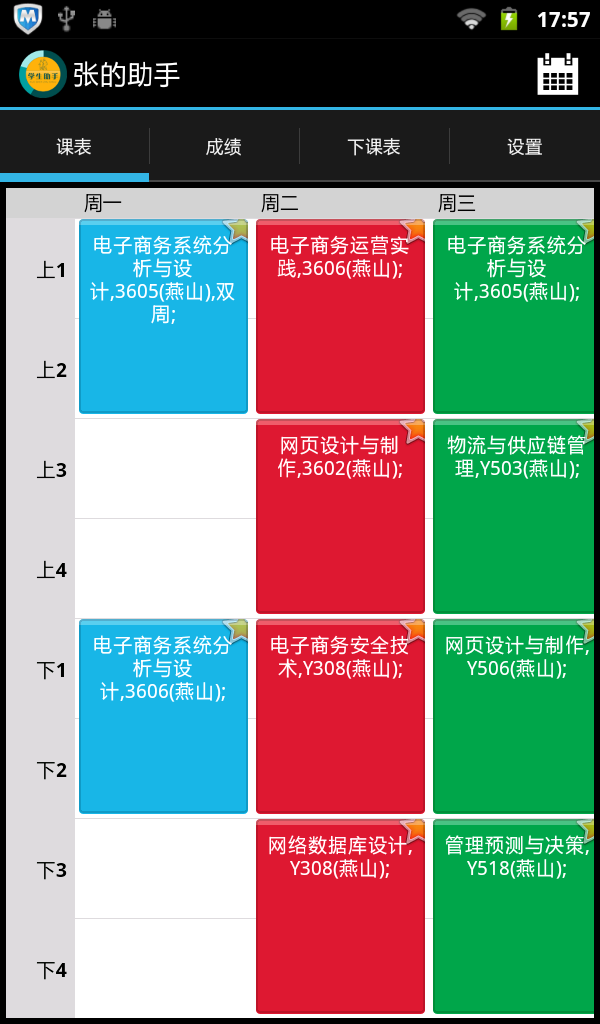 17:57
学生助手
张的助手
课表
成绩
下课表
设置
周一
周二
周三
上1
上2
上3
上4
下1
下2
下3
下4
电子商务系统分
析与设
计,3605(燕山),双
周;
电子商务系统分
析与设
计,3606(燕山);
电子商务运营实
践,3606(燕山);
网页设计与制
作,3602(燕山);
电子商务安全技
术,Y308(燕山);
网络数据库设计,
Y308(燕山);
电子商务系统分
析与设
计,3605(燕山);
物流与供应链管
理,Y503(燕山);
网页设计与制作,
Y506(燕山);
管理预测与决策,
Y518(燕山);